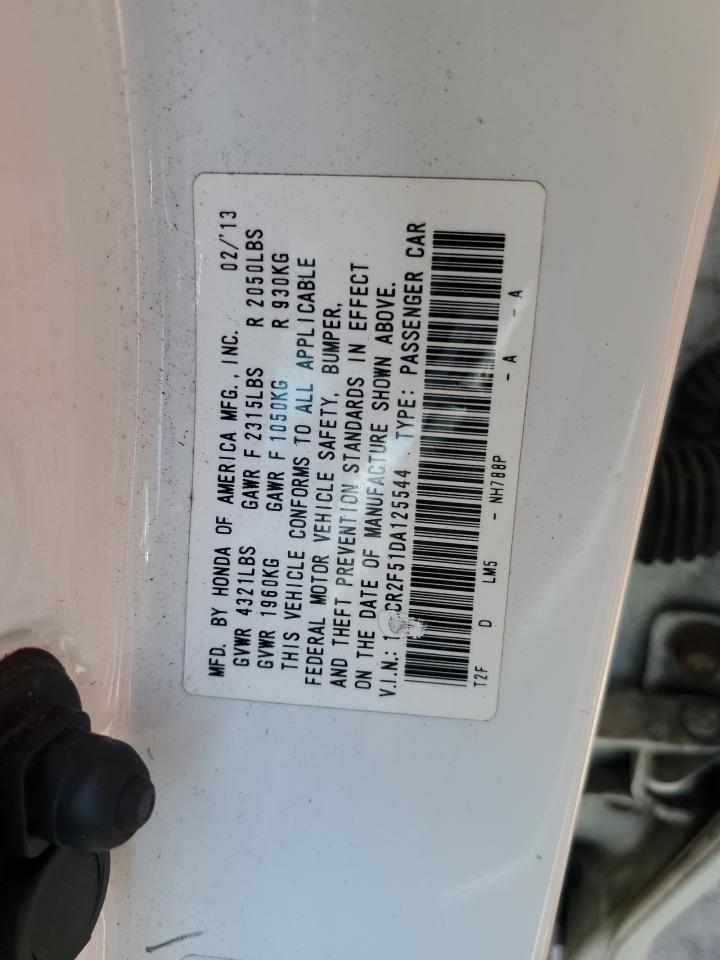 MFD. BY HONDA OF AMERICA MFG., INC. 02/'13
GVWR 4321LBS GAWR F 2315LBS R 2050LBS
GVWR 1960KG GAWR F 1050KG R 930KG
THIS VEHICLE CONFORMS TO ALL APPLICABLE
FEDERAL MOTOR VEHICLE SAFETY, BUMPER,
AND THEFT PREVENTION STANDARDS IN EFFECT
ON THE DATE OF MANUFACTURE SHOWN ABOVE.
V.I.N.: TYPE: PASSENGER CAR
T2F D LM5 - NH788P - A - A